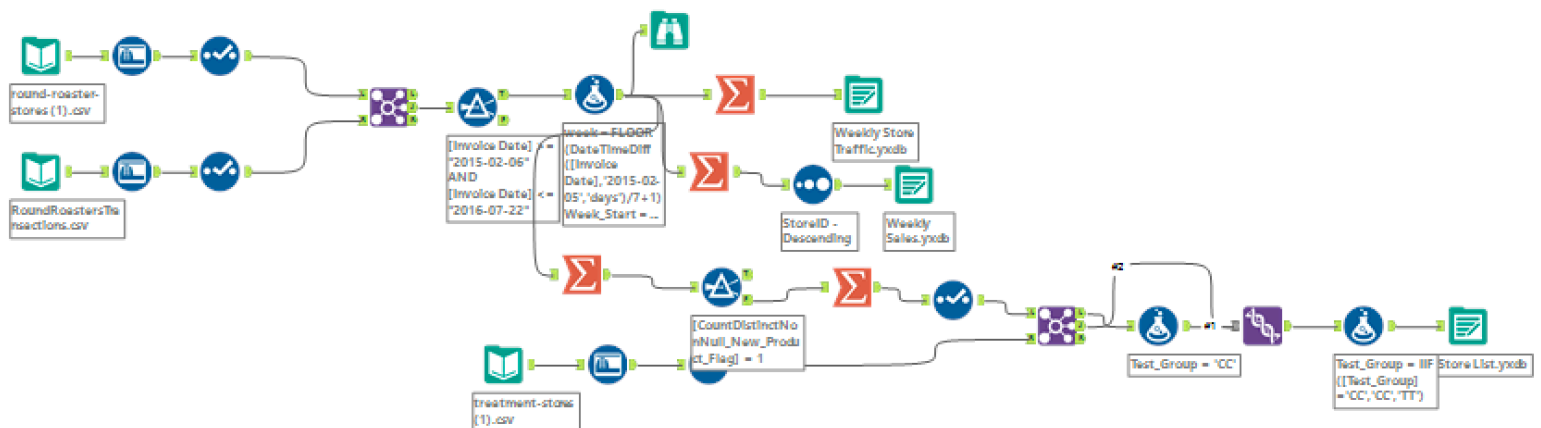 round-roaster-
stores (1).csv
RoundRoastersTra
nsactions.csv
[Invoice Date] >=
"2015-02-06"
AND
[Invoice Date] <=
"2016-07-22"
week = FLOOR
(DateTimeDiff
([Invoice
Date],'2015-02-
05','days')/7+1)
Week_Start = ...
Weekly Store
Traffic.yxdb
StoreID -
Descending
Weekly
Sales.yxdb
[CountDistinctNo
nNull_New_Produ
ct_Flag] = 1
treatment-stores
(1).csv
#2
#1
Test_Group = 'CC'
Test_Group = IIF
([Test_Group]
='CC','CC','TT')
Store List.yxdb
L
J
R
T
F
T
F
T
F
L
J
R